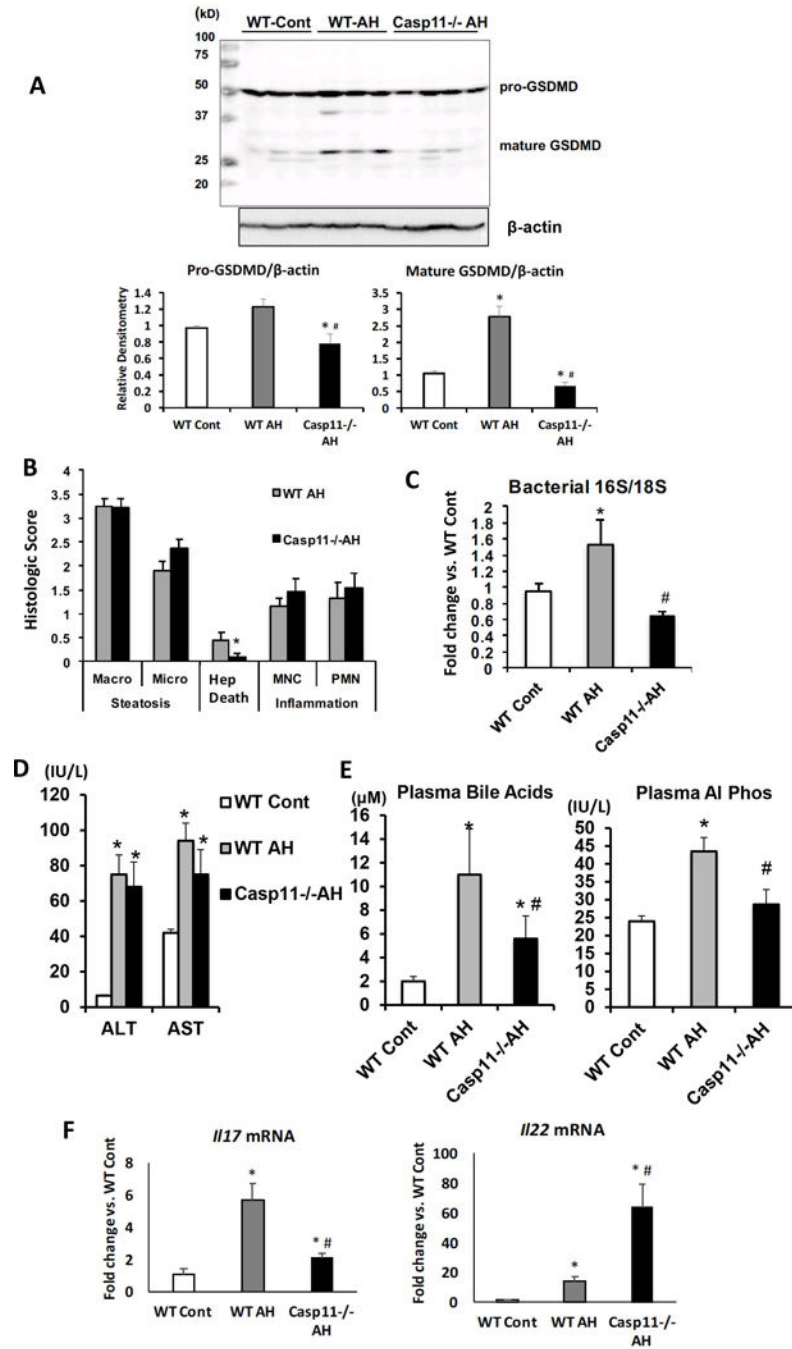 (kD)
WT-Cont WT-AH Casp11-/- AH
100
75
A
50
pro-GSDMD
37
mature GSDMD
25
20
β-actin
Pro-GSDMD/β-actin
Relative Densitometry
1.4
1.2
1
0.8
0.6
0.4
0.2
0
* #
WT Cont WT AH Casp11-/-
AH
Mature GSDMD/β-actin
3.5
3
2.5
2
1.5
1
0.5
0
*
* #
WT Cont WT AH Casp11-/-
AH
B
Histologic Score
4
3.5
3
2.5
2
1.5
1
0.5
0
WT AH
Casp11-/-AH
*
Macro Micro Hep MNC PMN
Steatosis Death Inflammation
C
Bacterial 16S/18S
Fold change vs. WT Cont
2
1.8
1.6
1.4
1.2
1
0.8
0.6
0.4
0.2
0
*
#
WT Cont WT AH Casp11-/-AH
D
(IU/L)
120
100
80
60
40
20
0
* * * *
WT Cont
WT AH
Casp11-/-AH
ALT AST
E
(μM) Plasma Bile Acids
16
14
12
10
8
6
4
2
0
*
* #
WT Cont WT AH Casp11-/-AH
Plasma Al Phos
(IU/L)
50
45
40
35
30
25
20
15
10
5
0
*
#
WT Cont WT AH Casp11-/-AH
F
Il17 mRNA
Fold change vs. WT Cont
8
6
4
2
0
*
* #
WT Cont WT AH Casp11-/-
AH
Il22 mRNA
Fold change vs. WT Cont
100
80
60
40
20
0
*
* #
WT Cont WT AH Casp11-/-
AH